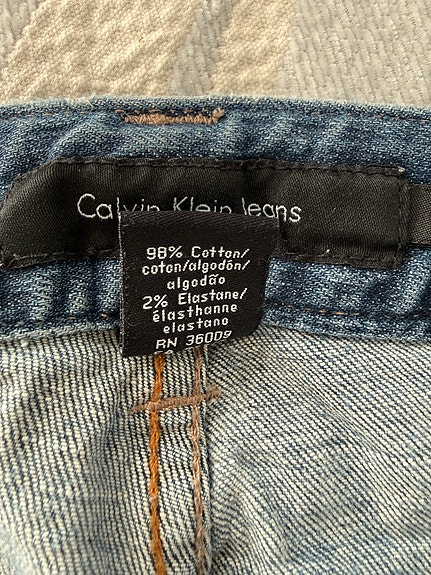 Calvin Klein Jeans
98% Cotton/
coton/algodón/
algodão
2% Elastane/
élasthanne
elastano
RN 36009